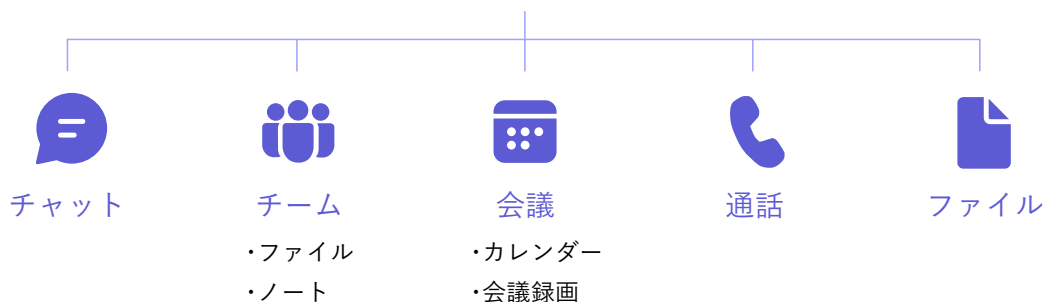 チャット
チーム
・ファイル
・ノート
会議
・カレンダー
・会議録画
通話
ファイル